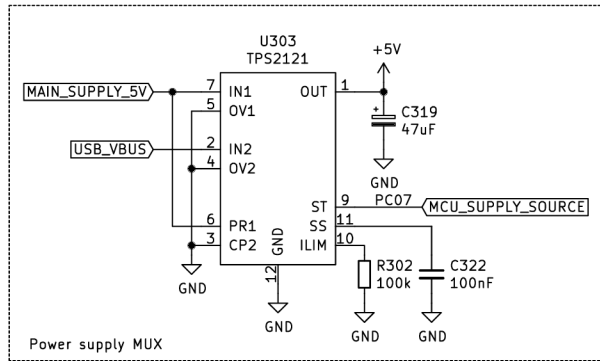 U303
TPS2121
+5V
MAIN_SUPPLY_5V
7
IN1
OUT
1
5
OV1
C319
47uF
USB_VBUS
2
IN2
4
OV2
GND
ST
9
PC07
MCU_SUPPLY_SOURCE
6
PR1
SS
11
3
CP2
GND
ILIM
10
12
R302
100k
C322
100nF
GND
GND
GND
GND
Power supply MUX